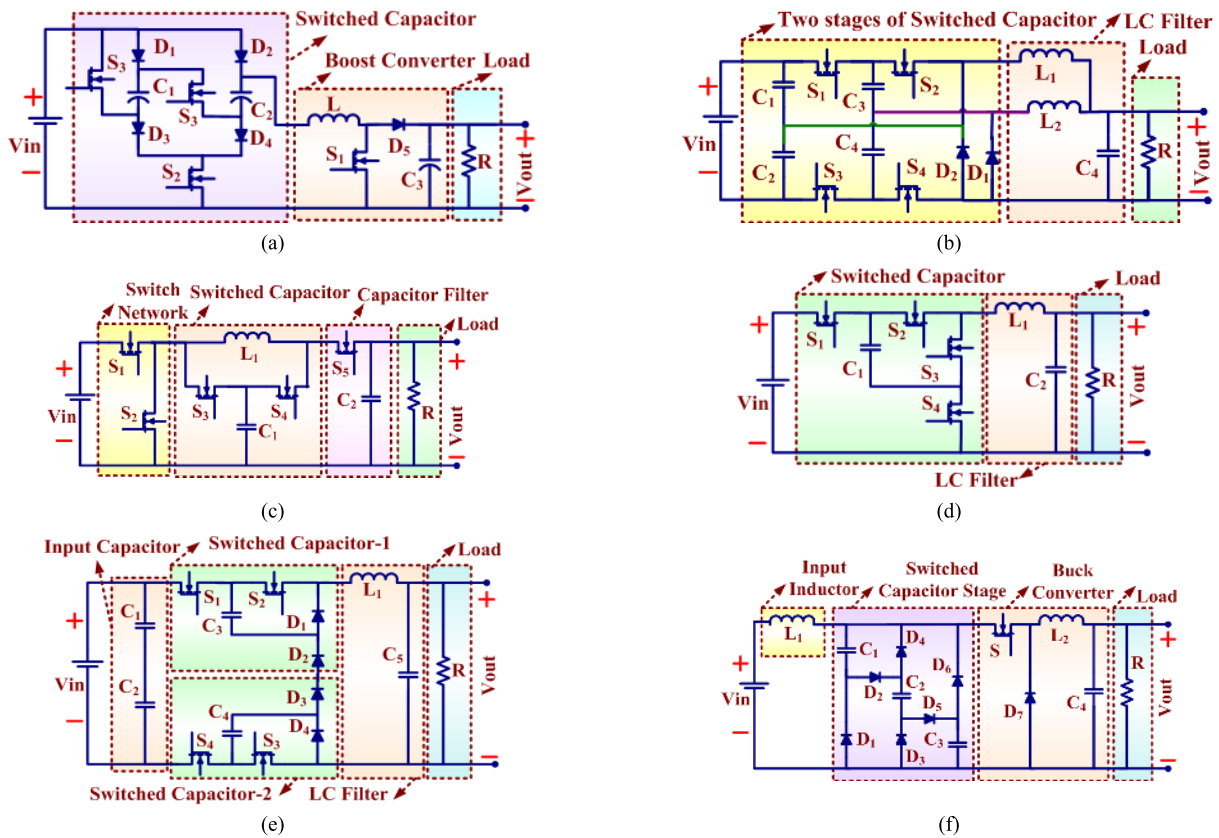 Switched Capacitor
Boost Converter Load
S3 D1 D2
C1 S3 C2
D3 D4
S2
L
D5
S1 C3 R
+ Vin −
+ Vout −
(a)
Two stages of Switched Capacitor
LC Filter
Load
S1 S2
C1 C3
L1
L2
C2 C4
S3 S4 D2 D1
C4 R
+ Vin −
+ Vout −
(b)
Switch Network
Switched Capacitor
Capacitor Filter
Load
S1 L1 S5
S2 S3 S4
C1 C2 R
+ Vin −
+ Vout −
(c)
Switched Capacitor
Load
S1 S2 L1
C1 S3
S4 C2 R
+ Vin −
+ Vout −
LC Filter
(d)
Input Capacitor
Switched Capacitor-1
Load
C1 S1 S2 L1
C3 D1
D2
C2 D3
C4 D4
S4 S3
C5 R
+ Vin −
+ Vout −
Switched Capacitor-2
LC Filter
(e)
Input Inductor
Switched Capacitor Stage
Buck Converter
Load
L1 C1 D4 S L2
D2 C2 D6
D5
D1 D3 C3
D7 C4 R
+ Vin −
+ Vout −
(f)